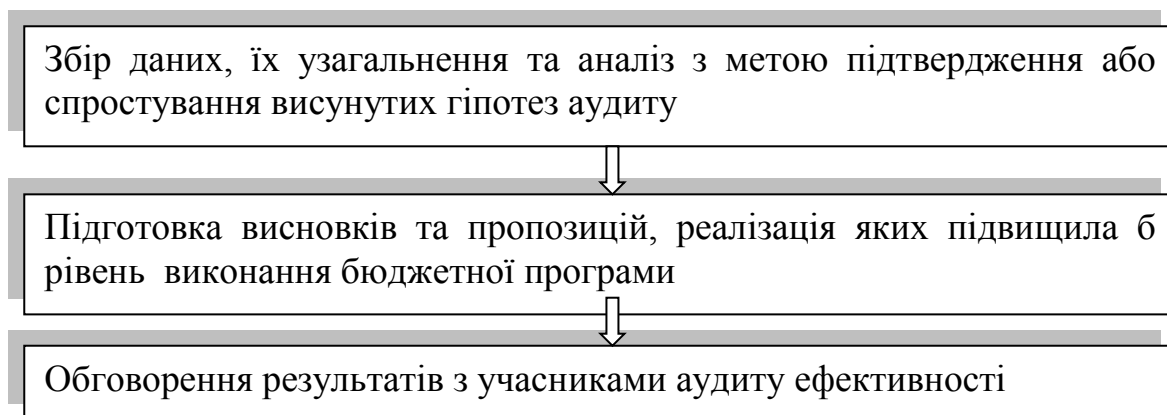 Збір даних, їх узагальнення та аналіз з метою підтвердження або
спростування висунутих гіпотез аудиту
Підготовка висновків та пропозицій, реалізація яких підвищила б
рівень виконання бюджетної програми
Обговорення результатів з учасниками аудиту ефективності